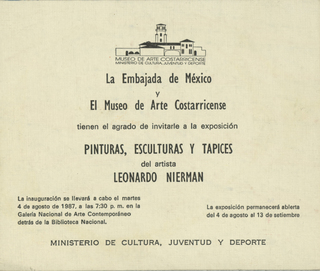 MUSEO DE ARTE COSTARRICENSE
MINISTERIO DE CULTURA, JUVENTUD Y DEPORTE
La Embajada de México
y
El Museo de Arte Costarricense
tienen el agrado de invitarle a la exposición
PINTURAS, ESCULTURAS Y TAPICES
del artista
LEONARDO NIERMAN
La inauguración se llevará a cabo el martes
4 de agosto de 1987, a las 7:30 p. m. en la
Galería Nacional de Arte Contemporáneo
detrás de la Biblioteca Nacional.
La exposición permanecerá abierta
del 4 de agosto al 13 de setiembre
MINISTERIO DE CULTURA, JUVENTUD Y DEPORTE